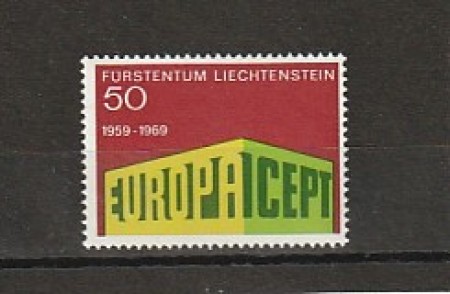 FÜRSTENTUM LIECHTENSTEIN
50
1959-1969
EUROPA CEPT